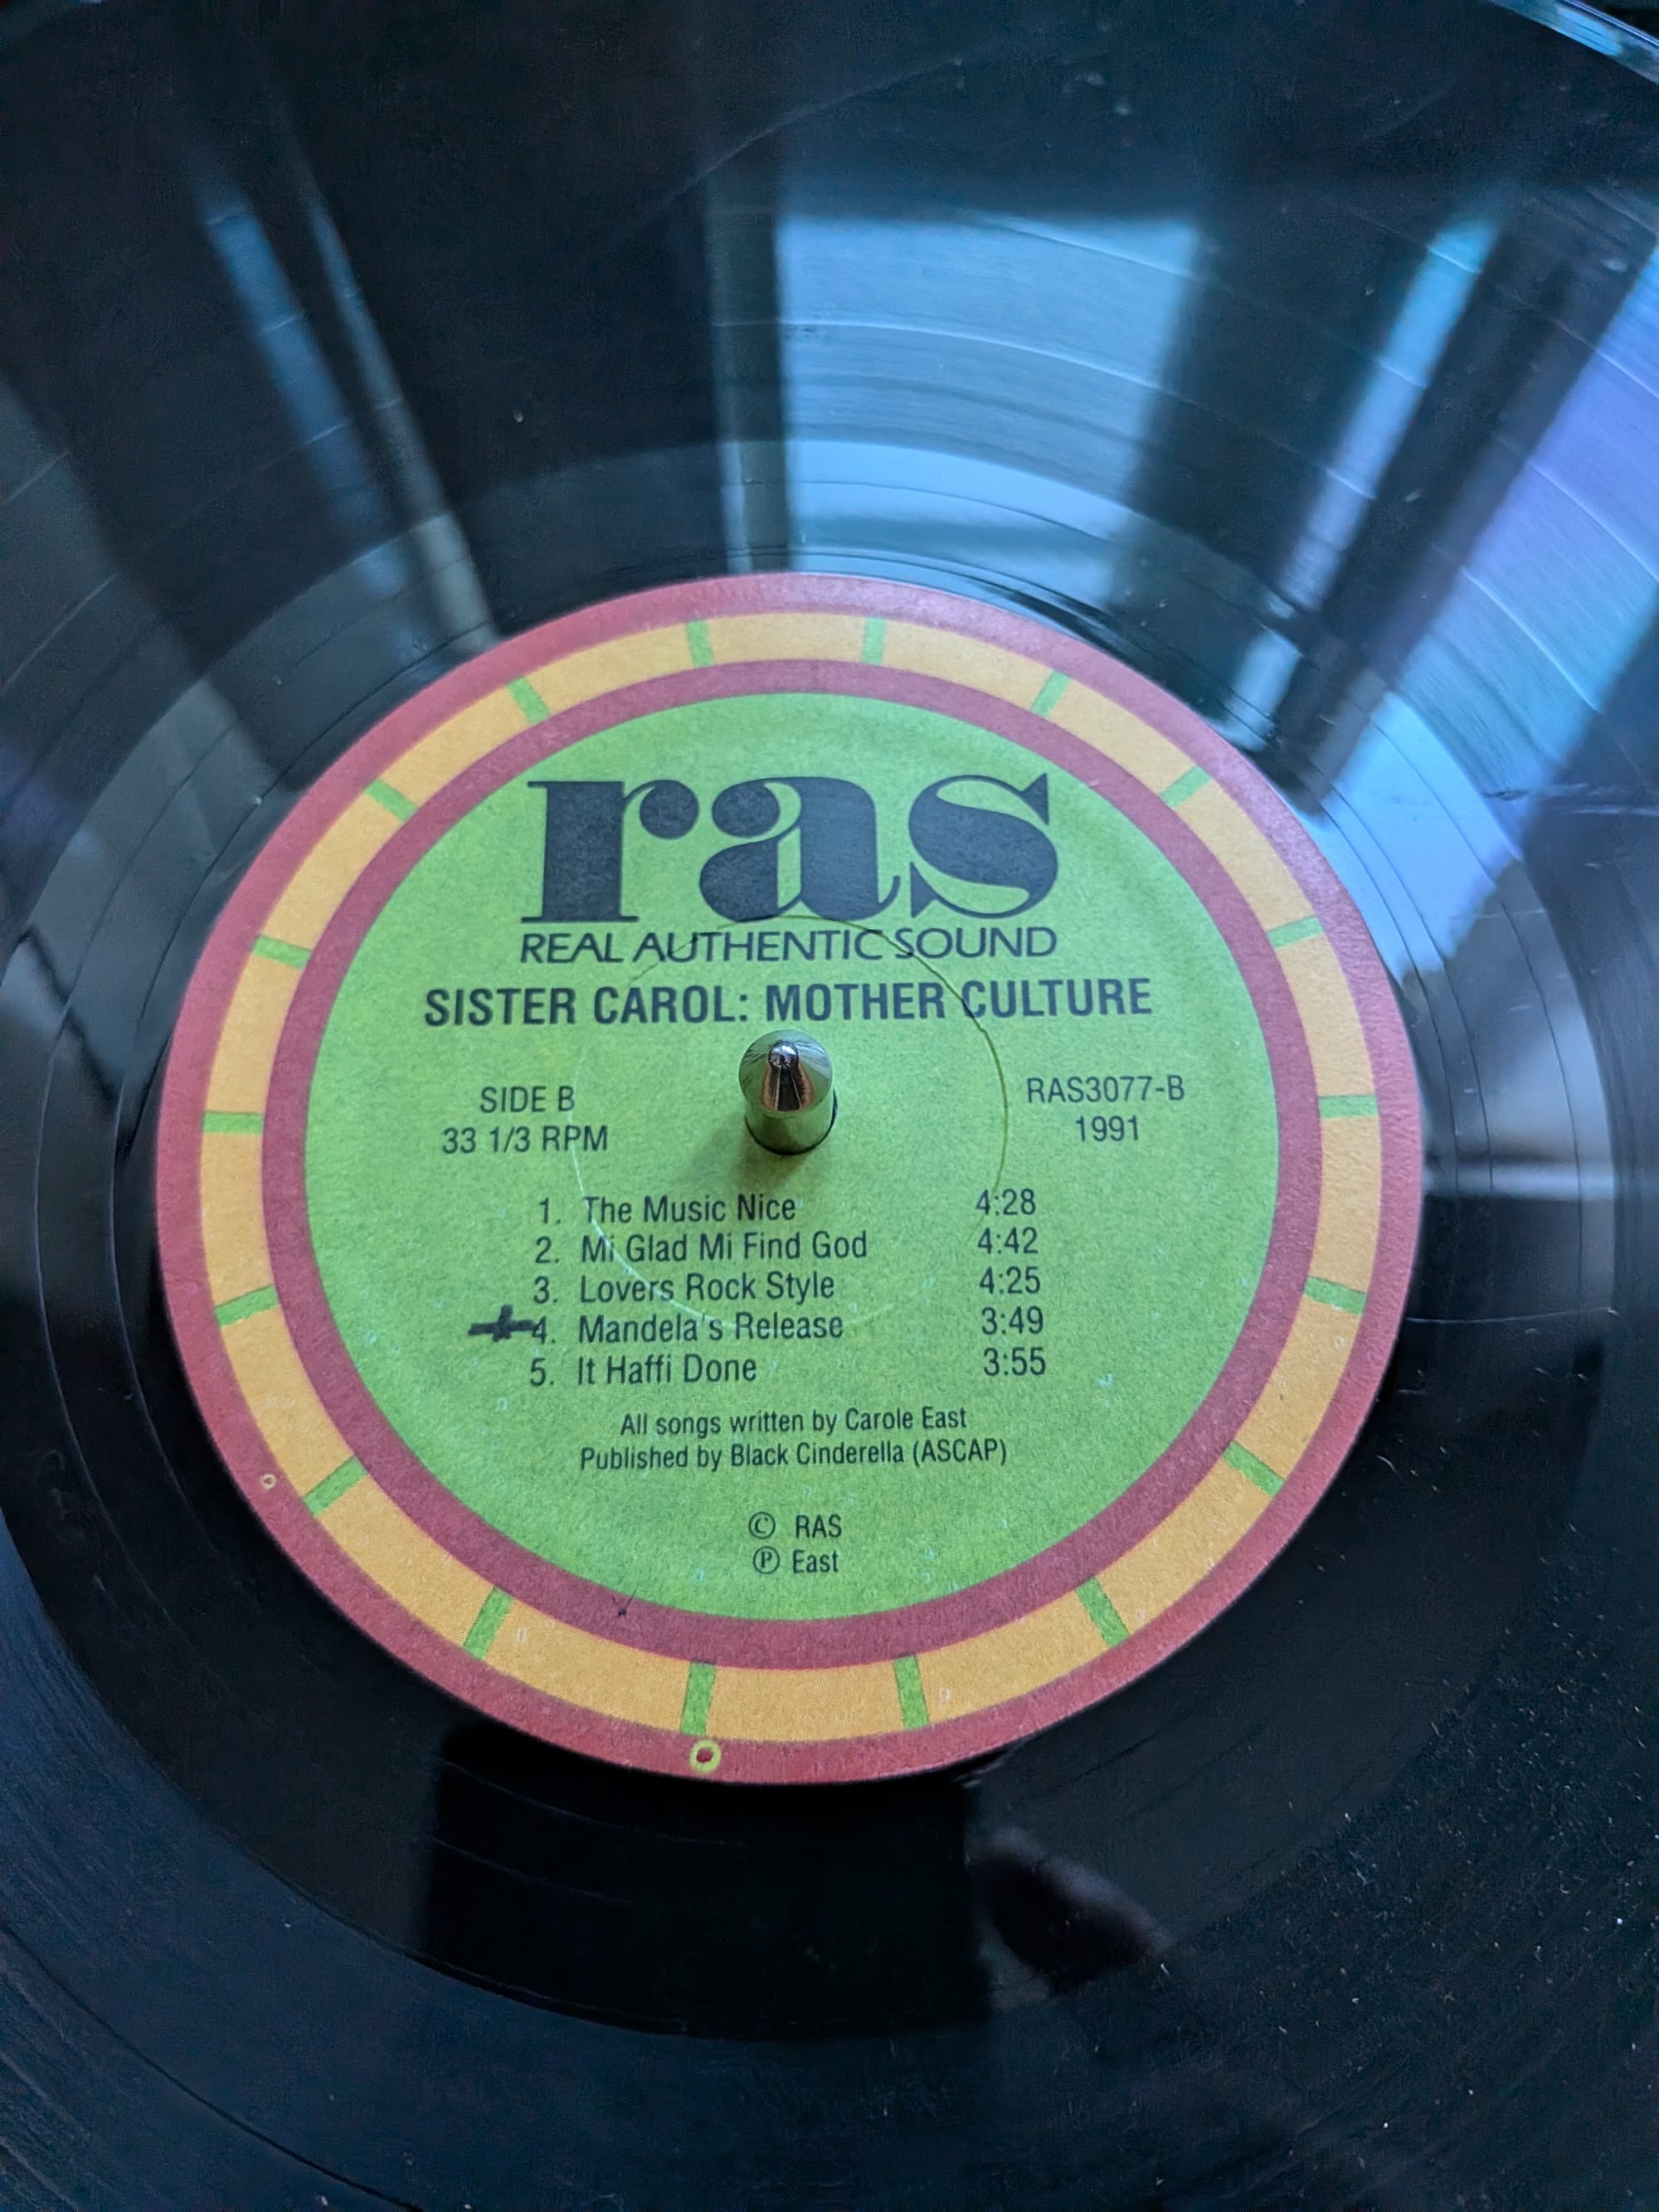 ras
REAL AUTHENTIC SOUND
SISTER CAROL: MOTHER CULTURE
SIDE B
33 1/3 RPM
RAS3077-B
1991
1. The Music Nice 4:28
2. Mi Glad Mi Find God 4:42
3. Lovers Rock Style 4:25
4. Mandela's Release 3:49
5. It Haffi Done 3:55
All songs written by Carole East
Published by Black Cinderella (ASCAP)
© RAS
℗ East